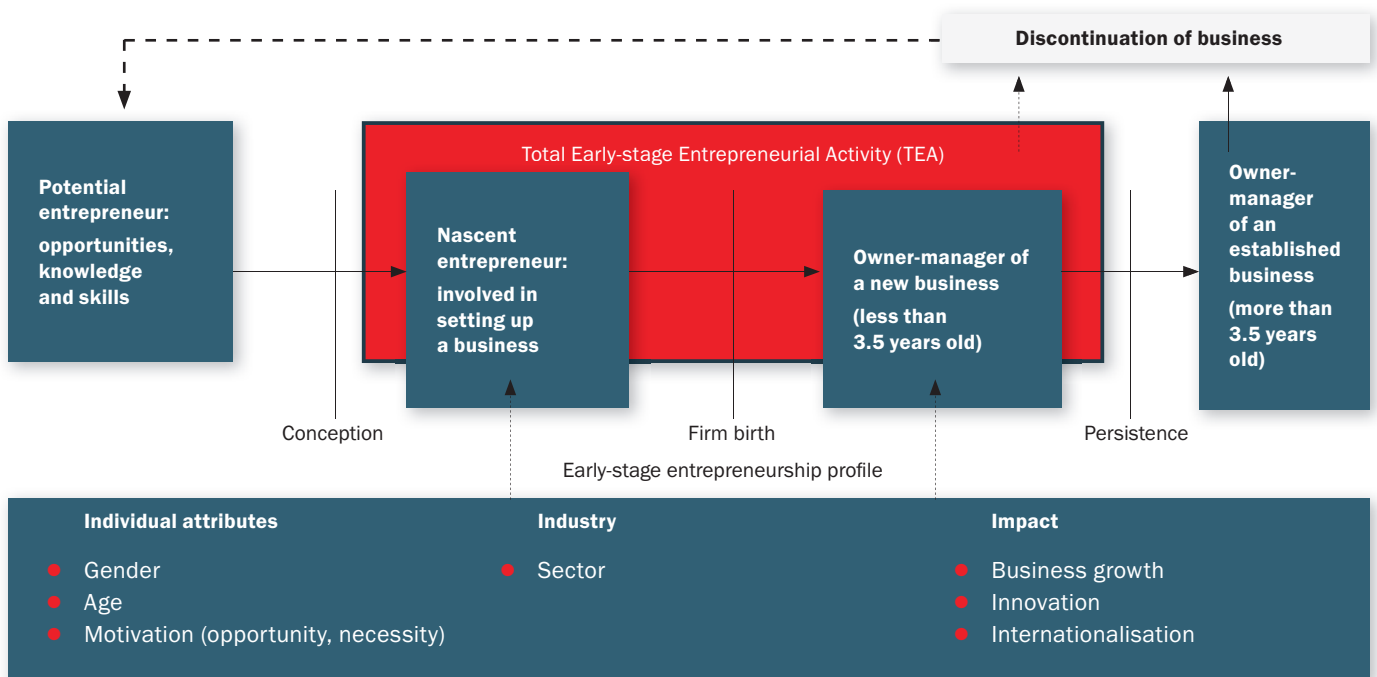 Discontinuation of business
Total Early-stage Entrepreneurial Activity (TEA)
Potential
entrepreneur:
opportunities,
knowledge
and skills
Nascent
entrepreneur:
involved in
setting up
a business
Owner-manager of
a new business
(less than
3.5 years old)
Owner-
manager
of an
established
business
(more than
3.5 years
old)
Conception
Firm birth
Persistence
Early-stage entrepreneurship profile
Individual attributes
Gender
Age
Motivation (opportunity, necessity)
Industry
Sector
Impact
Business growth
Innovation
Internationalisation